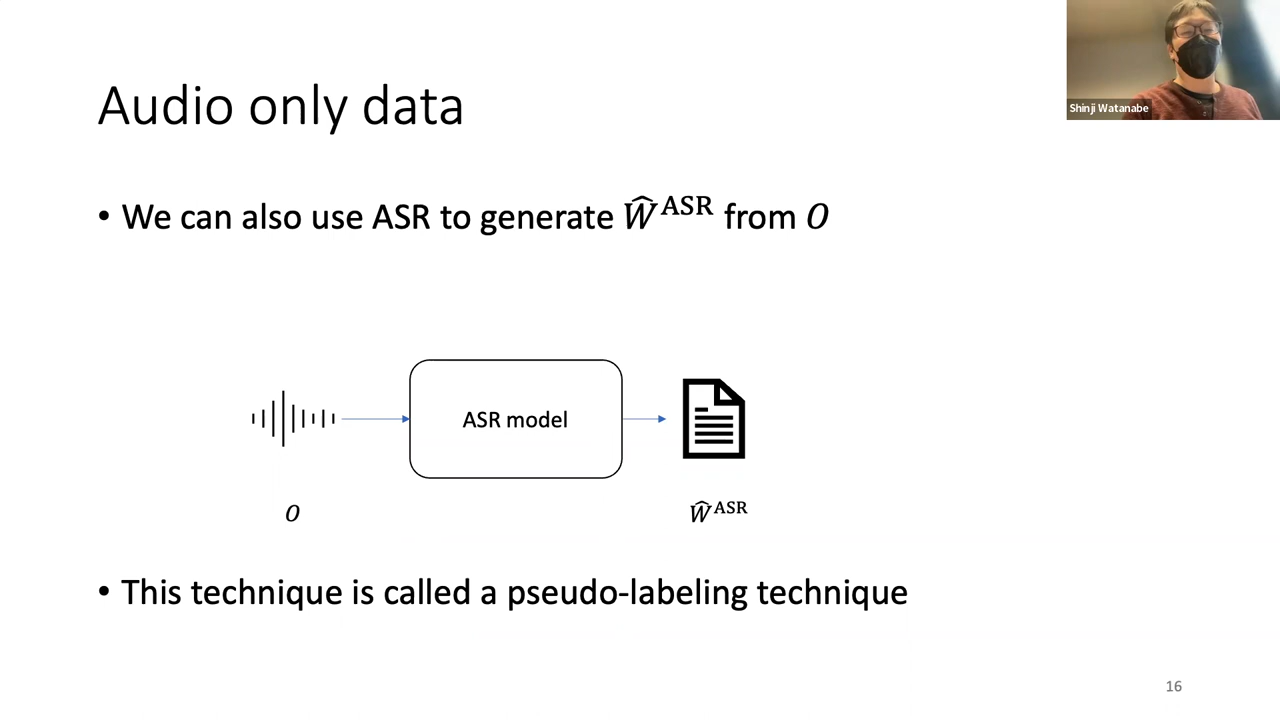 Shinji Watanabe
Audio only data
• We can also use ASR to generate Ŵ^ASR from O
ASR model
O
Ŵ^ASR
• This technique is called a pseudo-labeling technique
16